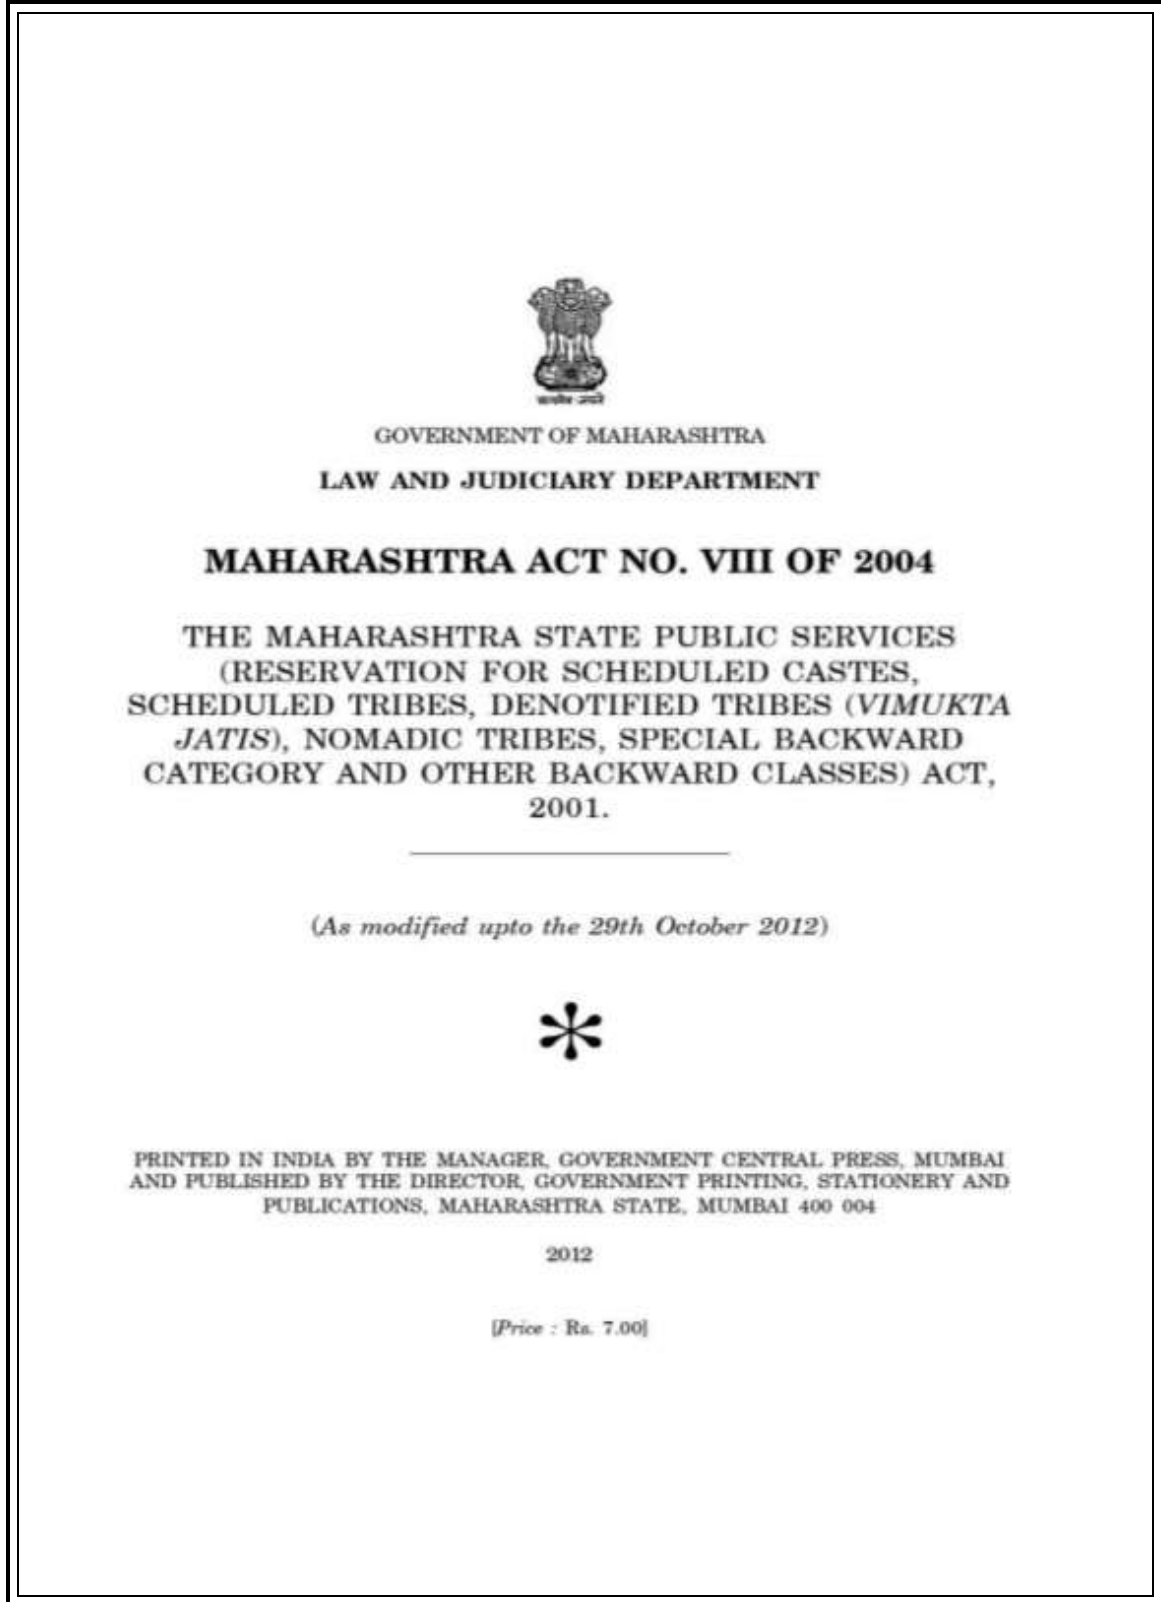 सत्यमेव जयते
GOVERNMENT OF MAHARASHTRA
LAW AND JUDICIARY DEPARTMENT
MAHARASHTRA ACT NO. VIII OF 2004
THE MAHARASHTRA STATE PUBLIC SERVICES
(RESERVATION FOR SCHEDULED CASTES,
SCHEDULED TRIBES, DENOTIFIED TRIBES (VIMUKTA
JATIS), NOMADIC TRIBES, SPECIAL BACKWARD
CATEGORY AND OTHER BACKWARD CLASSES) ACT,
2001.
(As modified upto the 29th October 2012)
*
PRINTED IN INDIA BY THE MANAGER, GOVERNMENT CENTRAL PRESS, MUMBAI
AND PUBLISHED BY THE DIRECTOR, GOVERNMENT PRINTING, STATIONERY AND
PUBLICATIONS, MAHARASHTRA STATE, MUMBAI 400 004
2012
[Price : Rs. 7.00]